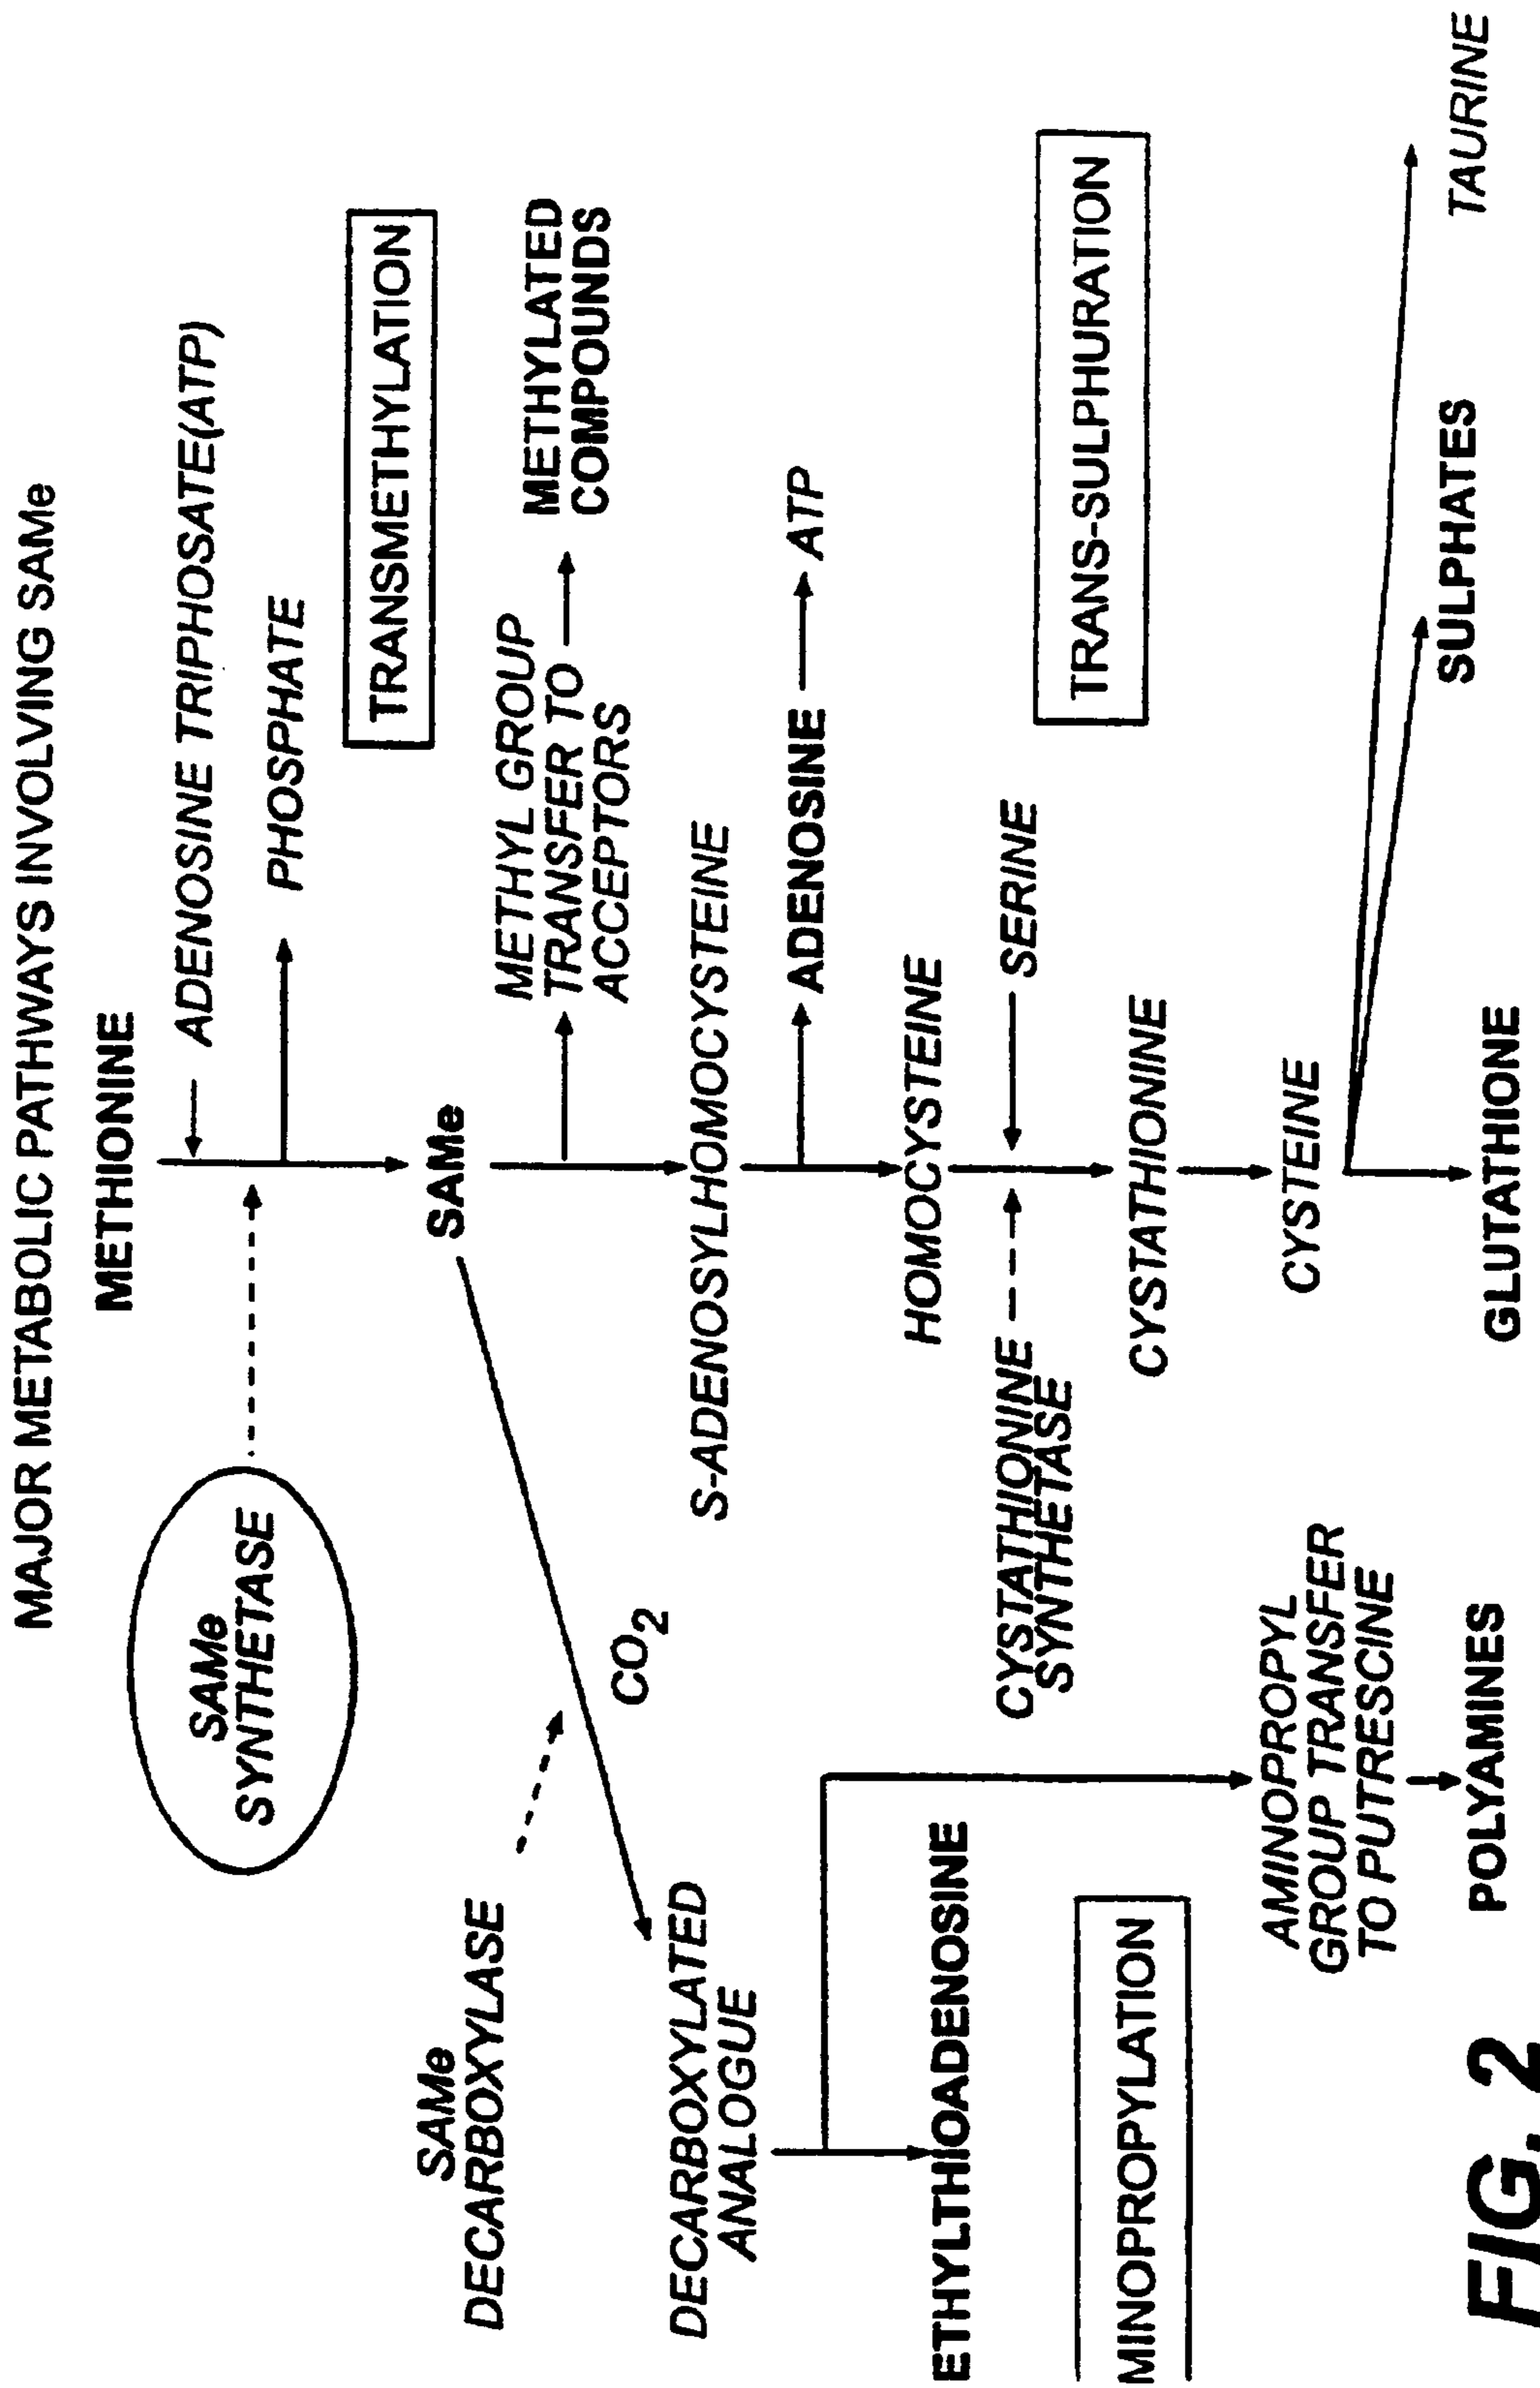 MAJOR METABOLIC PATHWAYS INVOLVING SAMe
METHIONINE
ADENOSINE TRIPHOSATE(ATP)
SAMe
SYNTHETASE
PHOSPHATE
TRANSMETHYLATION
SAMe
SAMe
DECARBOXYLASE
METHYL GROUP
TRANSFER TO
ACCEPTORS
METHYLATED
COMPOUNDS
CO2
DECARBOXYLATED
ANALOGUE
S-ADENOSYLHOMOCYSTEINE
ADENOSINE
ATP
ETHYLTHIOADENOSINE
HOMOCYSTEINE
CYSTATHIONINE
SYNTHETASE
SERINE
TRANS-SULPHURATION
MINOPROPYLATION
CYSTATHIONINE
AMINOPROPYL
GROUP TRANSFER
TO PUTRESCINE
CYSTEINE
POLYAMINES
GLUTATHIONE
SULPHATES
TAURINE
FIG. 2